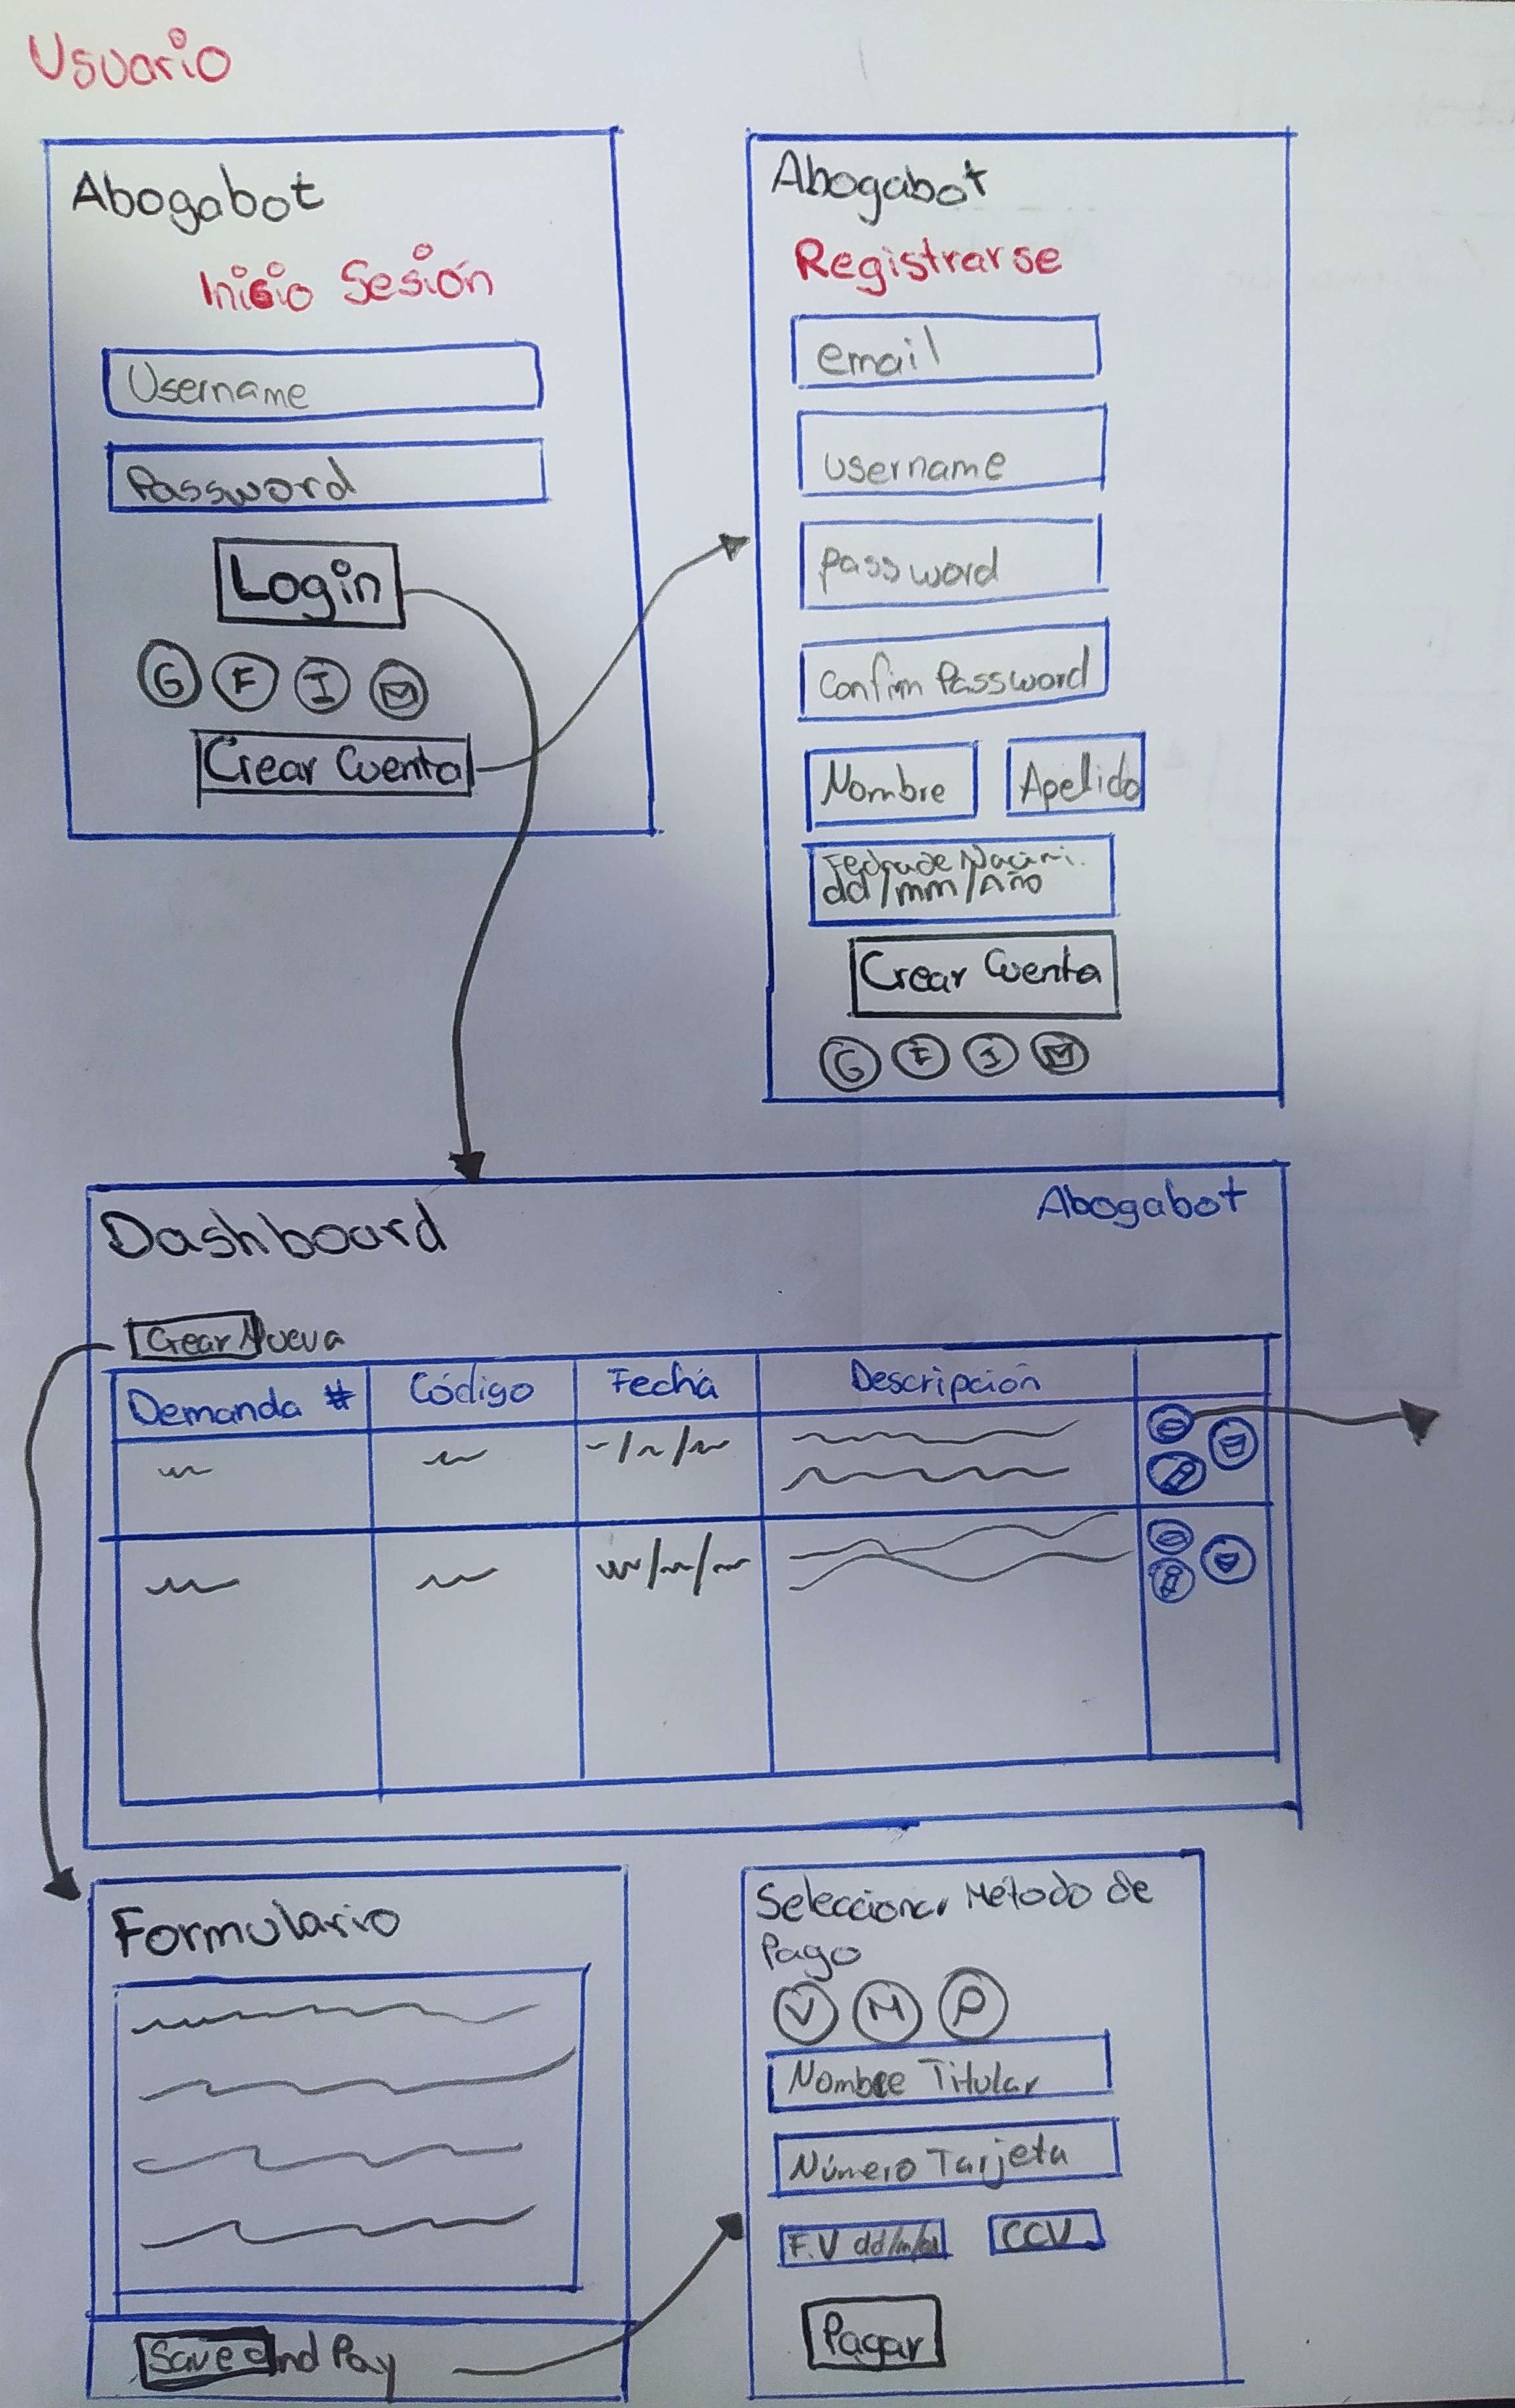 Usuario
Abogabot
Inicio Sesión
Username
Password
Login
G F I
Crear Cuenta
Abogabot
Registrarse
email
username
password
Confirm Password
Nombre Apellido
Fecha de Nacimi.
dd/mm/Año
Crear Cuenta
G F I
Dashboard Abogabot
Crear Nueva
Demanda # Código Fecha Descripción
Formulario
Save and Pay
Seleccionar Método de
Pago
V M P
Nombre Titular
Número Tarjeta
F.V dd/m/a CCV
Pagar